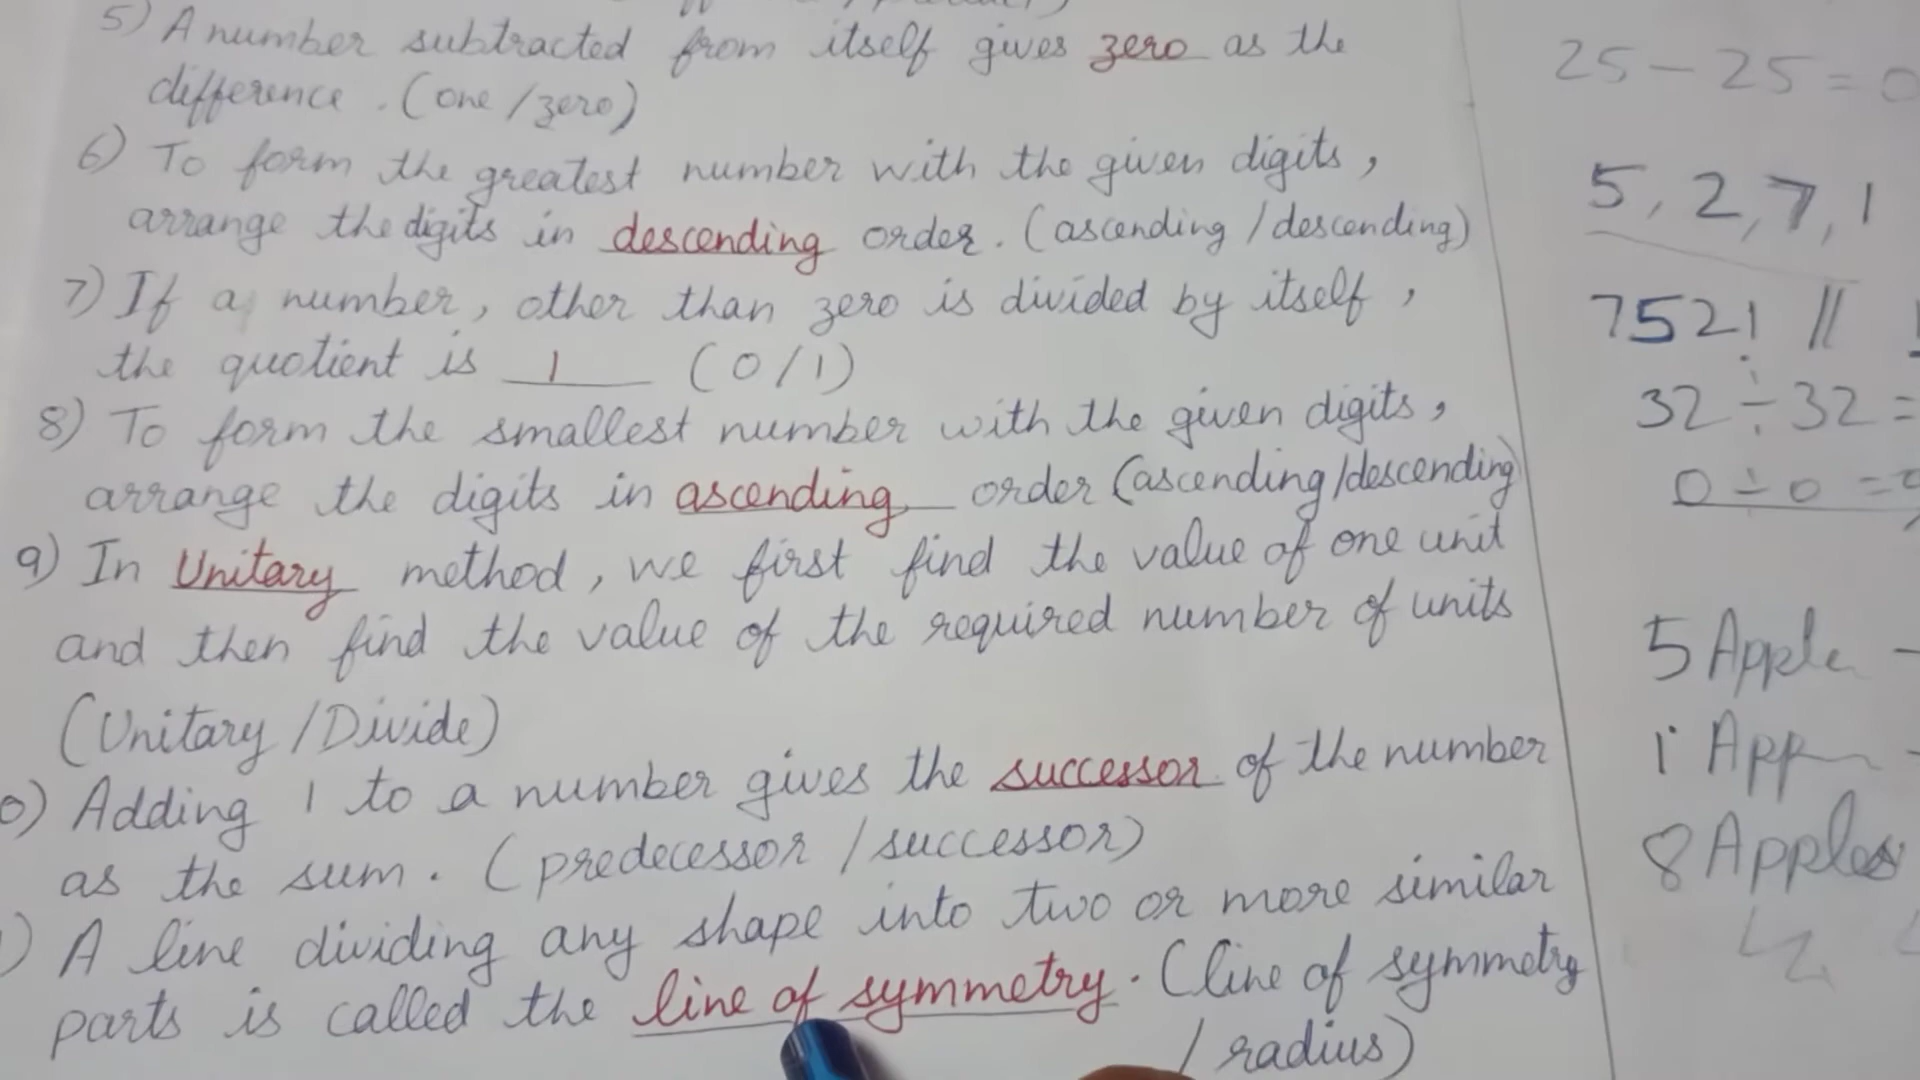 5) A number subtracted from itself gives zero as the
difference. (one/zero)
6) To form the greatest number with the given digits,
arrange the digits in descending order. (ascending/descending)
7) If a number, other than zero is divided by itself,
the quotient is 1 (0/1)
8) To form the smallest number with the given digits,
arrange the digits in ascending order (ascending/descending)
9) In Unitary method, we first find the value of one unit
and then find the value of the required number of units
(Unitary/Divide)
0) Adding 1 to a number gives the successor of the number
as the sum. (predecessor/successor)
) A line dividing any shape into two or more similar
parts is called the line of symmetry. (line of symmetry
/radius)
25-25=0
5,2,7,1
7521 //
32÷32=
0÷0=
5 Apple -
1 App -
8 Apples